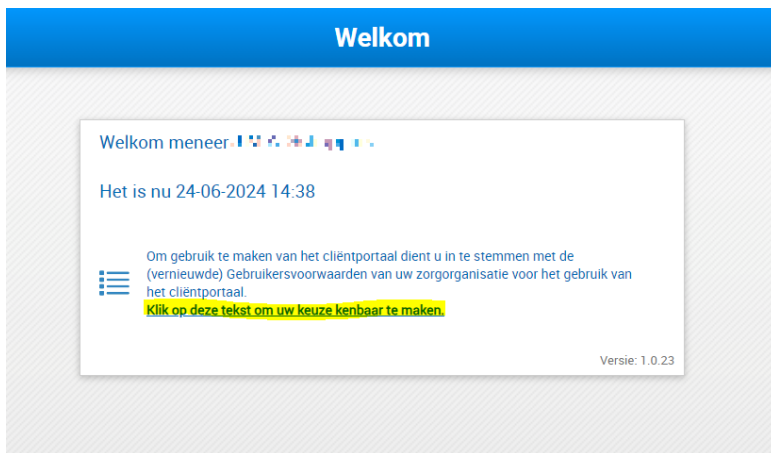 Welkom
Welkom meneer
Het is nu 24-06-2024 14:38
Om gebruik te maken van het cliëntportaal dient u in te stemmen met de
(vernieuwde) Gebruikersvoorwaarden van uw zorgorganisatie voor het gebruik van
het cliëntportaal.
Klik op deze tekst om uw keuze kenbaar te maken.
Versie: 1.0.23